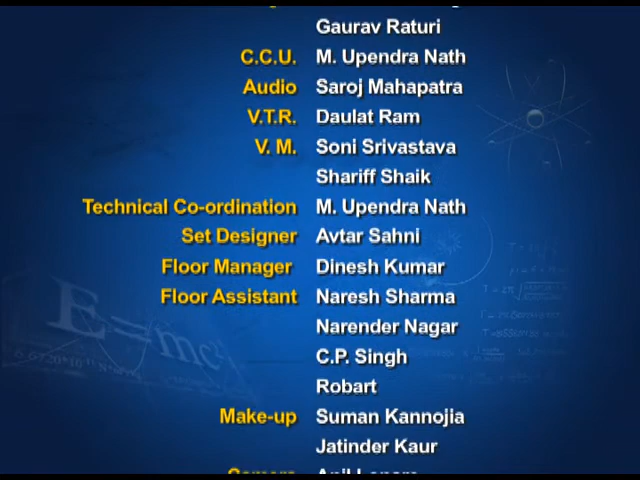 Gaurav Raturi
C.C.U. M. Upendra Nath
Audio Saroj Mahapatra
V.T.R. Daulat Ram
V. M. Soni Srivastava
Shariff Shaik
Technical Co-ordination M. Upendra Nath
Set Designer Avtar Sahni
Floor Manager Dinesh Kumar
Floor Assistant Naresh Sharma
Narender Nagar
C.P. Singh
Robart
E=mc²
Make-up Suman Kannojia
Jatinder Kaur